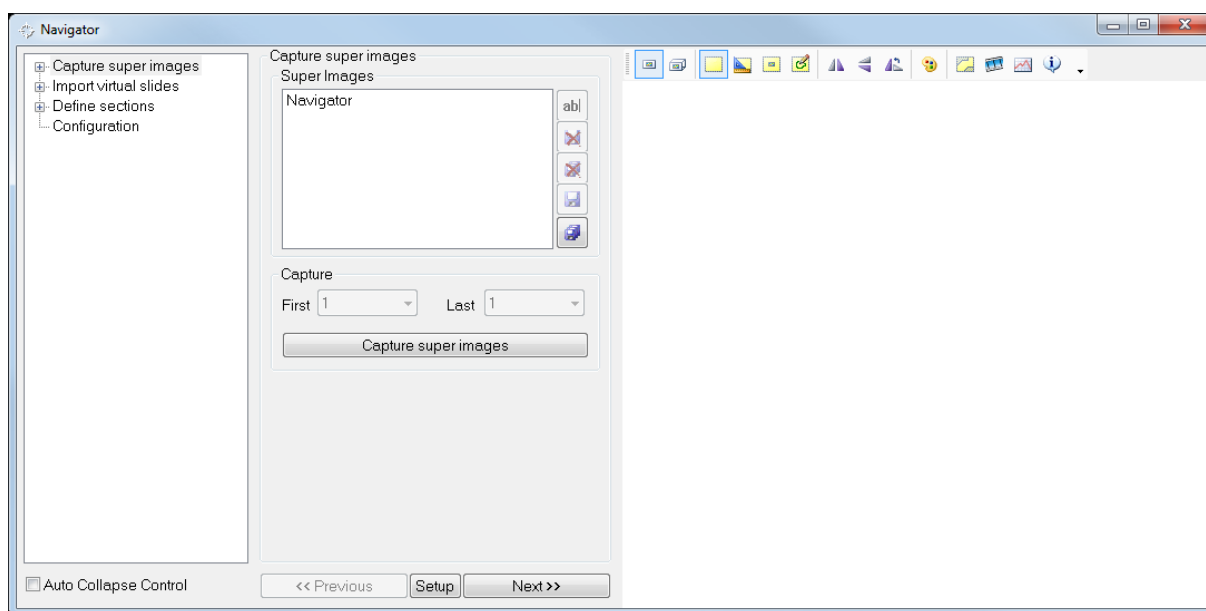 Navigator
Capture super images
Import virtual slides
Define sections
Configuration
Auto Collapse Control
Capture super images
Super Images
Navigator
ab|
Capture
First 1 Last 1
Capture super images
<< Previous Setup Next >>